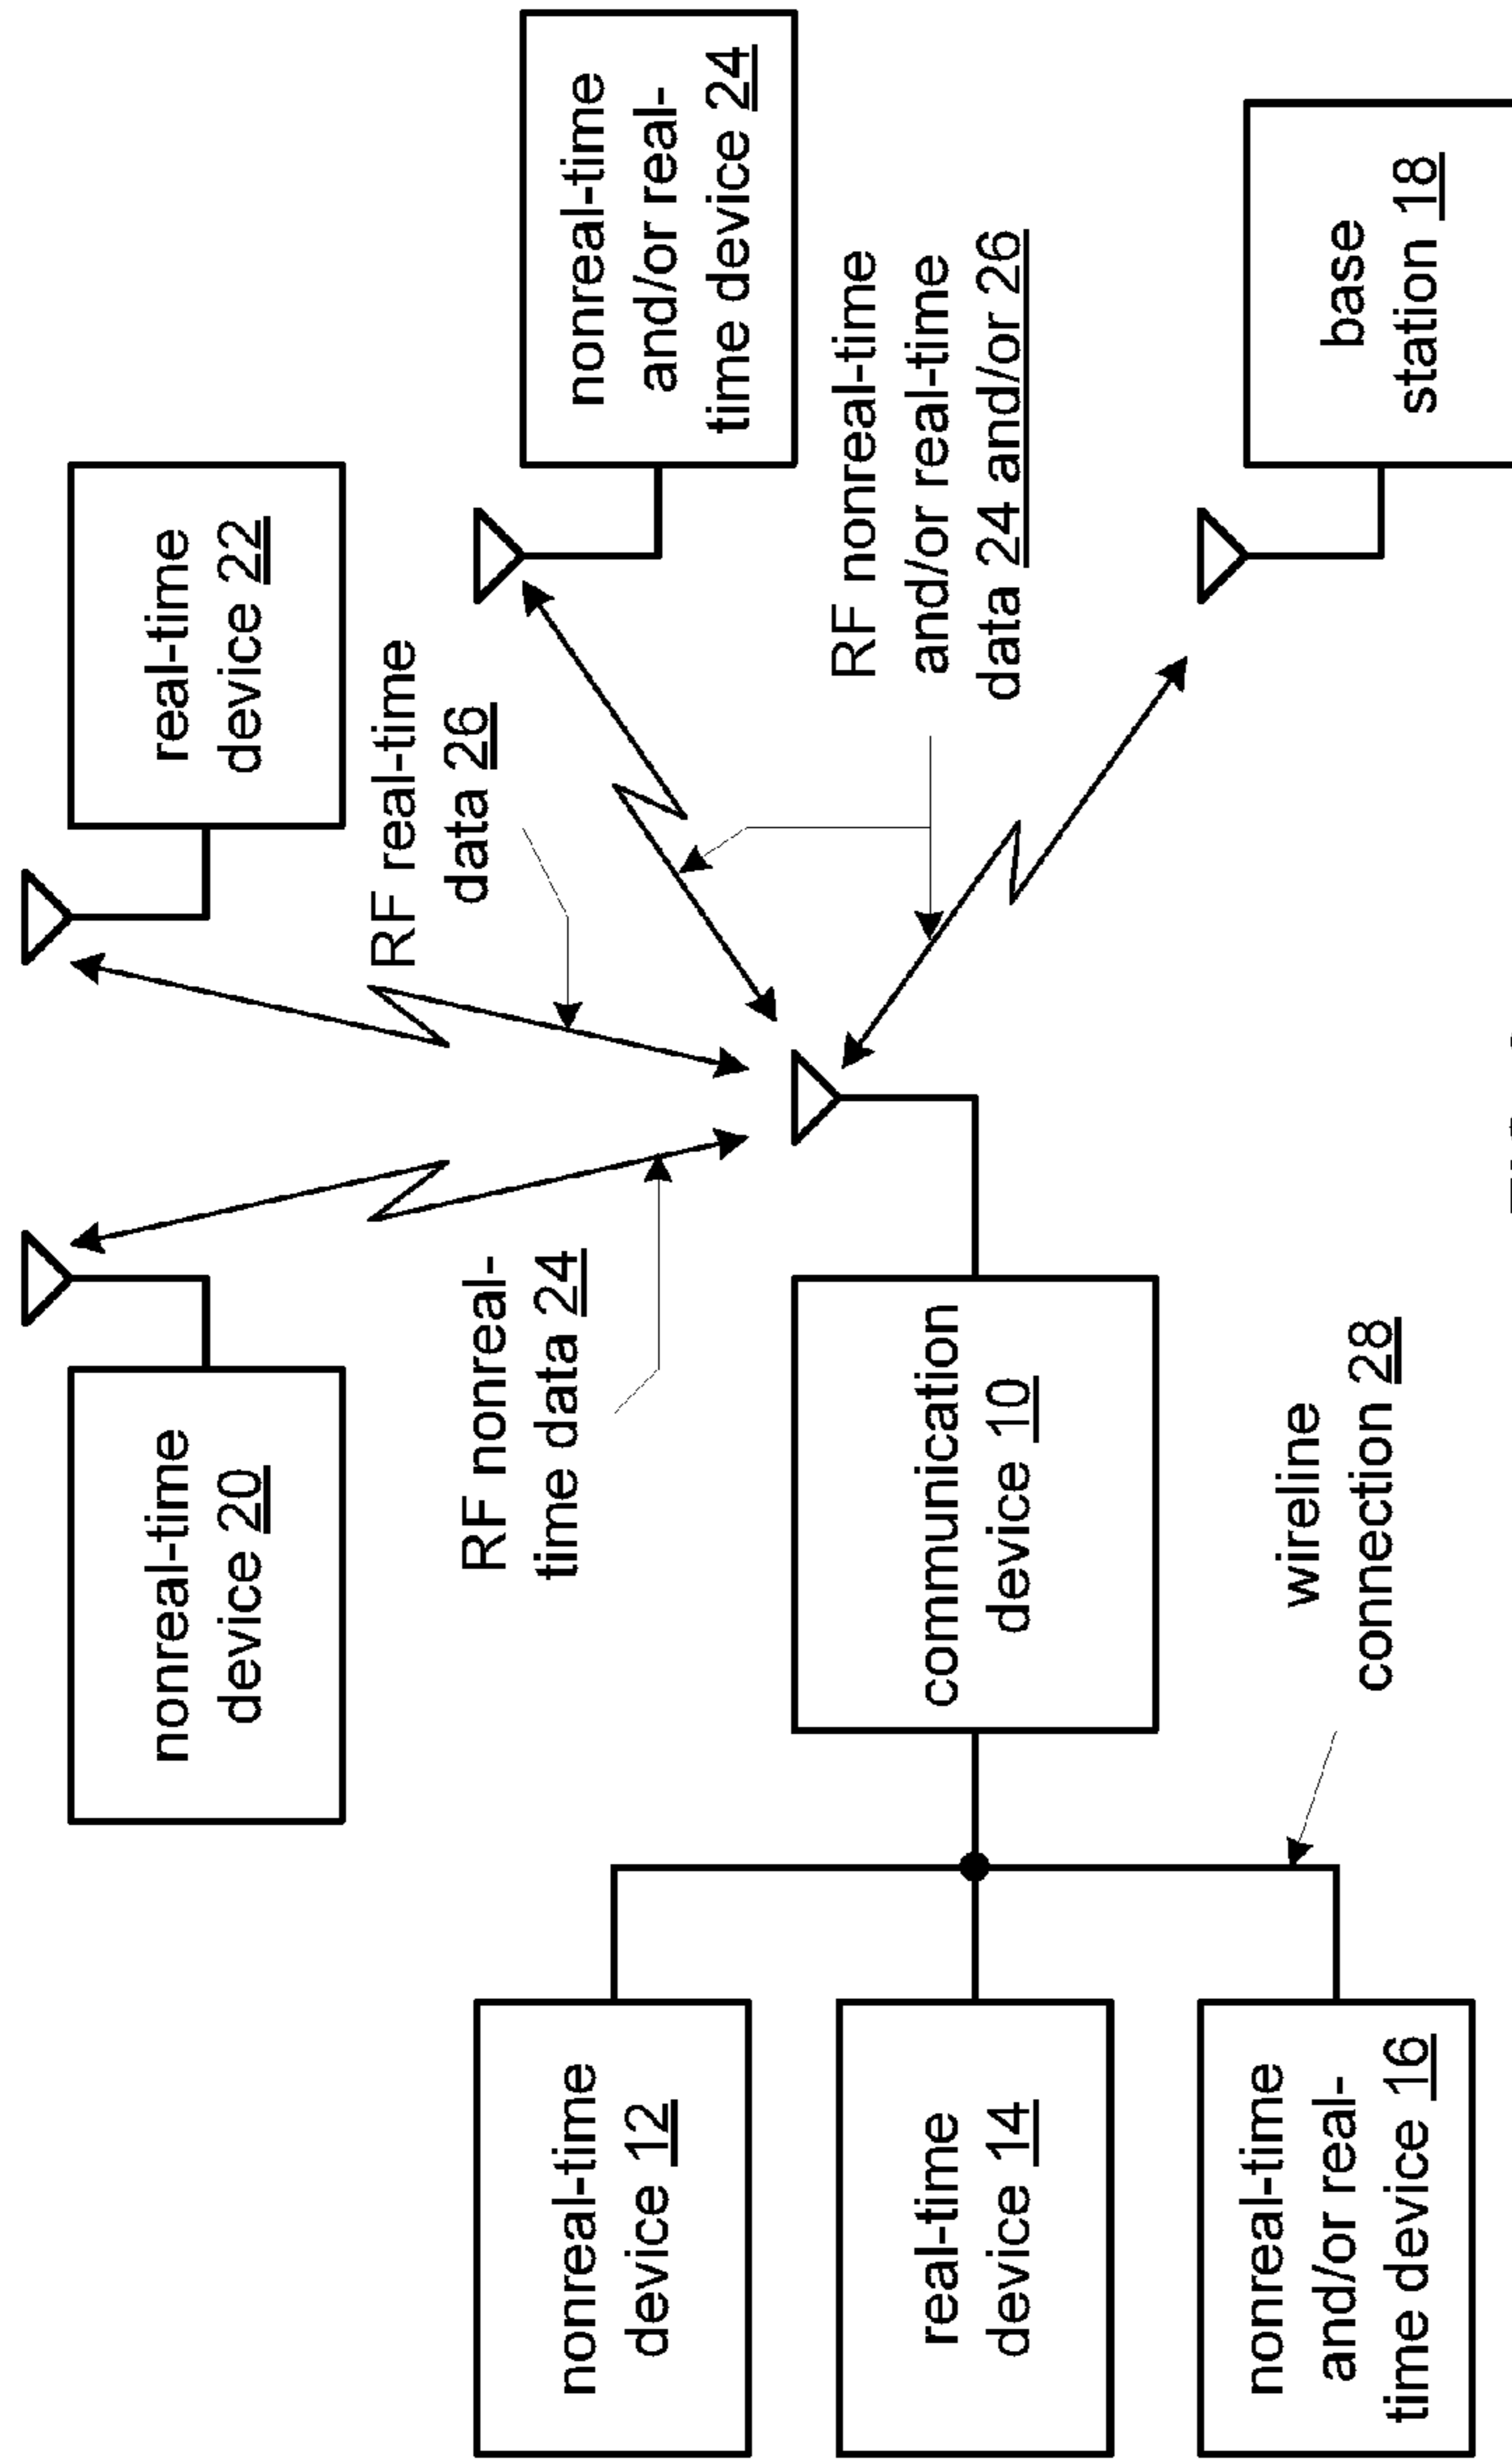 nonreal-time
device 20
real-time
device 22
RF real-time
data 26
RF nonreal-
time data 24
nonreal-time
and/or real-
time device 24
RF nonreal-time
and/or real-time
data 24 and/or 26
nonreal-time
device 12
real-time
device 14
nonreal-time
and/or real-
time device 16
communication
device 10
wireline
connection 28
base
station 18